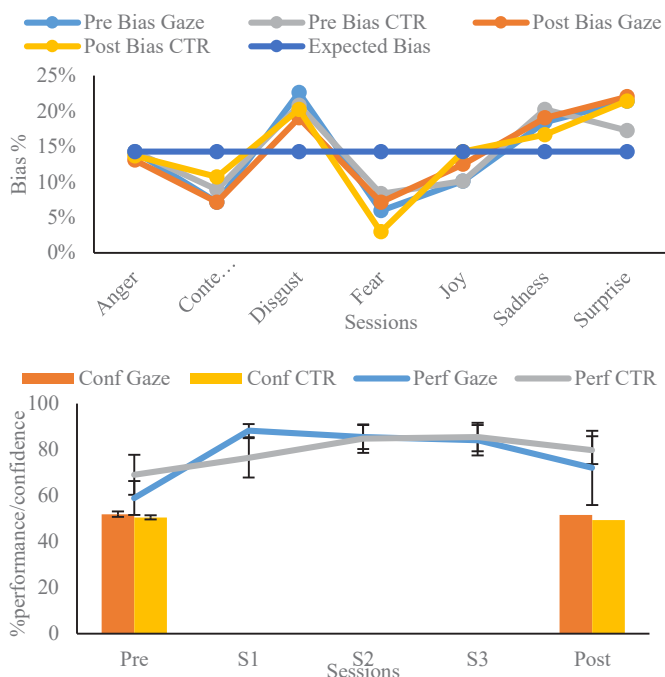 Pre Bias Gaze Pre Bias CTR Post Bias Gaze
Post Bias CTR Expected Bias
25%
20%
15%
10%
5%
0%
Bias %
Anger Conte... Disgust Fear Joy Sadness Surprise
Sessions
Conf Gaze Conf CTR Perf Gaze Perf CTR
100
80
60
40
20
0
%performance/confidence
Pre S1 S2 S3 Post
Sessions